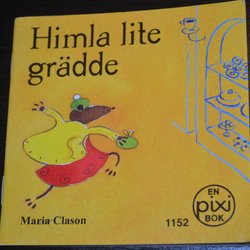 Himla lite
grädde
Maria Clason
1152
EN
pixi
BOK